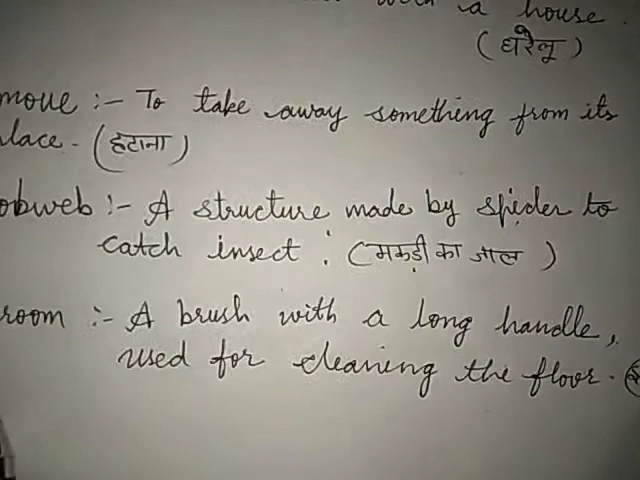 a house.
(घरेलू)
move :- To take away something from its
lace - (हटाना)
obweb :- A structure made by spider to
catch insect : (मकड़ी का जाल)
room :- A brush with a long handle,
used for cleaning the floor.